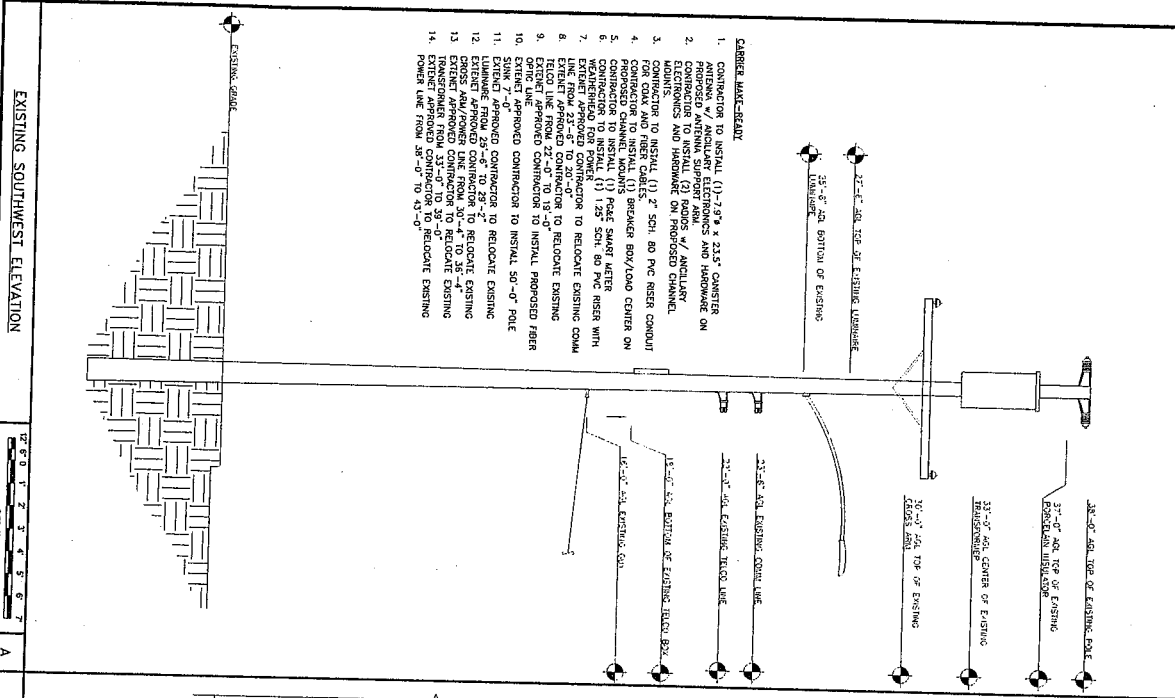 CARRIER MAKE-READY
1. CONTRACTOR TO INSTALL (1)-7.9"ø x 23.5" CANISTER
ANTENNA w/ ANCILLARY ELECTRONICS AND HARDWARE ON
PROPOSED ANTENNA SUPPORT ARM.
2. CONTRACTOR TO INSTALL (2) RADIOS w/ ANCILLARY
ELECTRONICS AND HARDWARE ON PROPOSED CHANNEL
MOUNTS.
3. CONTRACTOR TO INSTALL (1) 2" SCH. 80 PVC RISER CONDUIT
FOR COAX AND FIBER CABLES.
4. CONTRACTOR TO INSTALL (1) BREAKER BOX/LOAD CENTER ON
PROPOSED CHANNEL MOUNTS
5. CONTRACTOR TO INSTALL (1) PG&E SMART METER
6. CONTRACTOR TO INSTALL (1) 1.25" SCH. 80 PVC RISER WITH
WEATHERHEAD FOR POWER
7. EXTENET APPROVED CONTRACTOR TO RELOCATE EXISTING COMM
LINE FROM 23'-6" TO 20'-0"
8. EXTENET APPROVED CONTRACTOR TO RELOCATE EXISTING
TELCO LINE FROM 22'-0" TO 19'-0"
9. EXTENET APPROVED CONTRACTOR TO INSTALL PROPOSED FIBER
OPTIC LINE
10. EXTENET APPROVED CONTRACTOR TO INSTALL 50'-0" POLE
SUNK 7'-0"
11. EXTENET APPROVED CONTRACTOR TO RELOCATE EXISTING
LUMINAIRE FROM 25'-6" TO 29'-2"
12. EXTENET APPROVED CONTRACTOR TO RELOCATE EXISTING
CROSS ARM/POWER LINE FROM 30'-4" TO 36'-4"
13. EXTENET APPROVED CONTRACTOR TO RELOCATE EXISTING
TRANSFORMER FROM 33'-0" TO 39'-0"
14. EXTENET APPROVED CONTRACTOR TO RELOCATE EXISTING
POWER LINE FROM 38'-0" TO 43'-0"
27'-6" AGL TOP OF EXISTING LUMINAIRE
25'-6" AGL BOTTOM OF EXISTING
LUMINAIRE
38'-0" AGL TOP OF EXISTING POLE
37'-0" AGL TOP OF EXISTING
PORCELAIN INSULATOR
33'-0" AGL CENTER OF EXISTING
TRANSFORMER
30'-0" AGL TOP OF EXISTING
CROSS ARM
23'-6" AGL EXISTING COMM LINE
22'-0" AGL EXISTING TELCO LINE
AGL BOTTOM OF EXISTING TELCO BOX
16'-0" AGL EXISTING GUY
EXISTING GRADE
EXISTING SOUTHWEST ELEVATION
12" 6" 0 1' 2' 3' 4' 5' 6' 7'
A